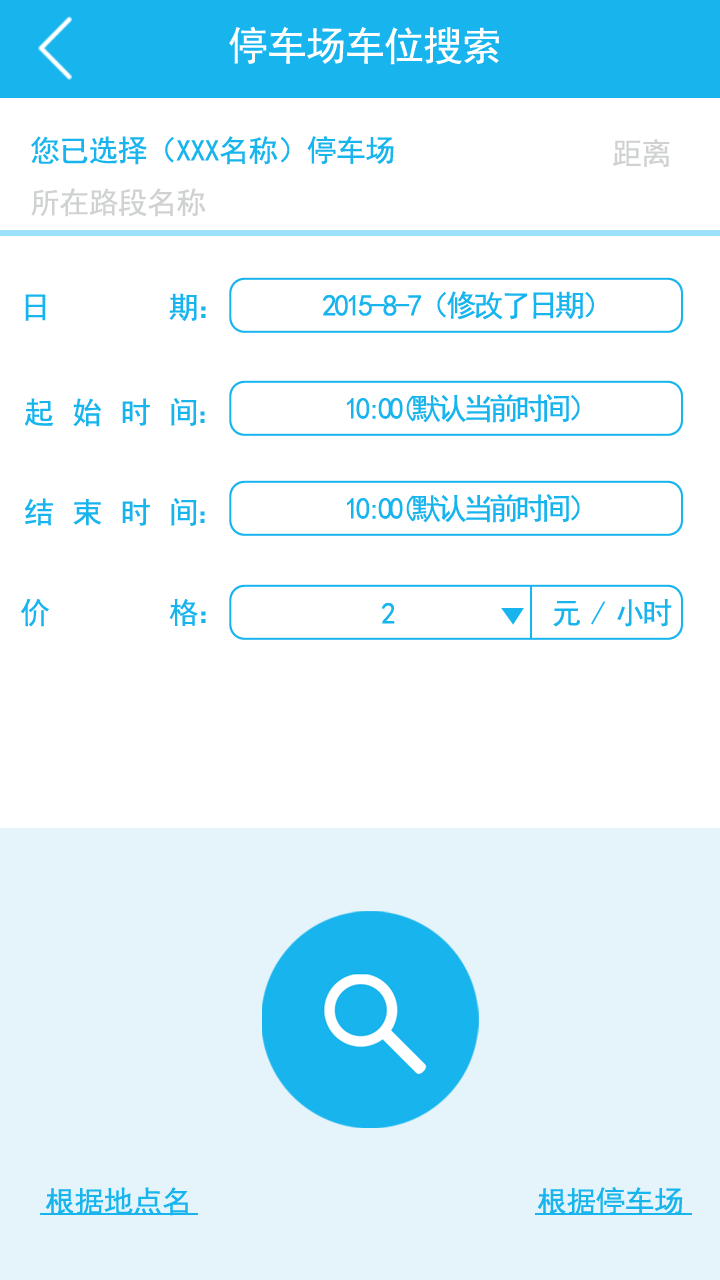 停车场车位搜索
您已选择（XXX名称）停车场
距离
所在路段名称
日期: 2015-8-7（修改了日期）
起始时间: 10:00(默认当前时间)
结束时间: 10:00(默认当前时间)
价格: 2 元 / 小时
根据地点名 根据停车场